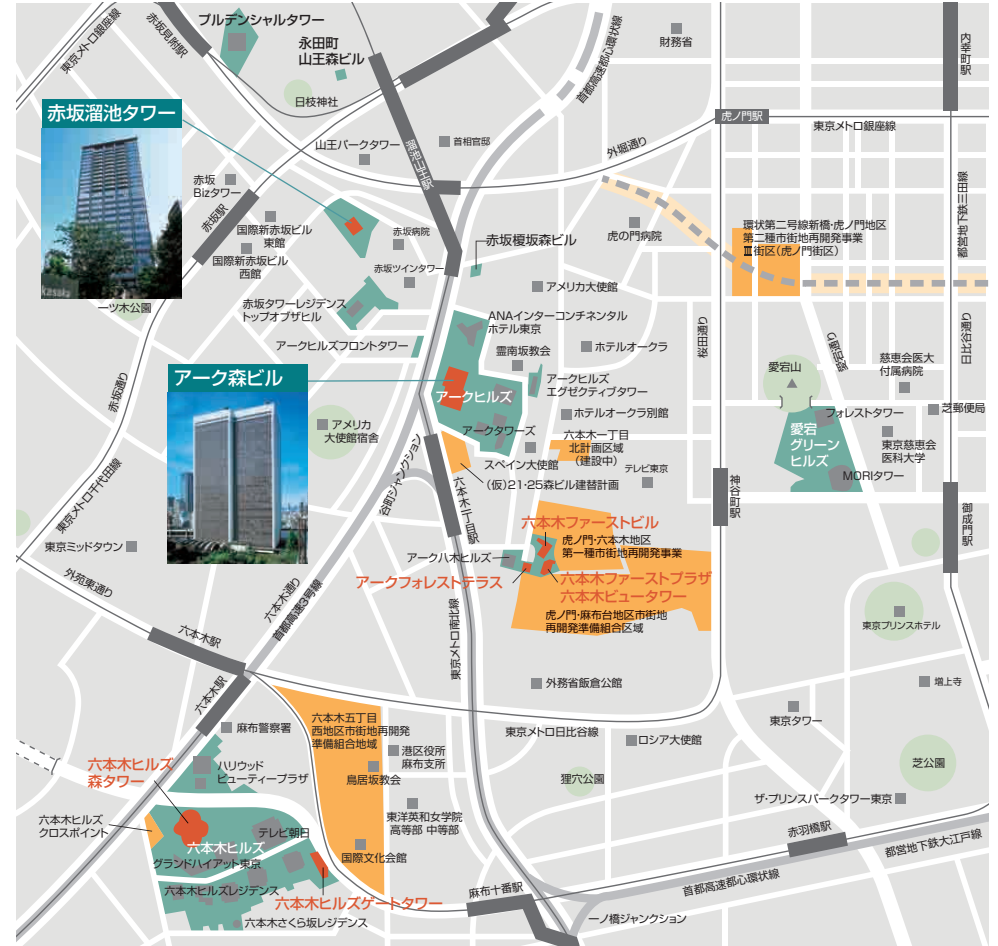 プルデンシャルタワー
東京メトロ銀座線
赤坂見附駅
永田町
山王森ビル
日枝神社
首都高速都心環状線
財務省
内幸町駅
赤坂溜池タワー
虎ノ門駅
東京メトロ銀座線
山王パークタワー
首相官邸
溜池山王駅
外堀通り
赤坂
Bizタワー
赤坂駅
国際新赤坂ビル
東館
国際新赤坂ビル
西館
赤坂病院
赤坂ツインタワー
赤坂榎坂森ビル
虎の門病院
環状第二号線新橋・虎ノ門地区
第二種市街地再開発事業
Ⅲ街区(虎ノ門街区)
都営地下鉄三田線
akasaka
一ツ木公園
赤坂タワーレジデンス
トップオブザヒル
アメリカ大使館
アークヒルズフロントタワー
ANAインターコンチネンタル
ホテル東京
霊南坂教会
ホテルオークラ
桜田通り
愛宕通り
日比谷通り
赤坂通り
アーク森ビル
アークヒルズ
アークヒルズ
エグゼクティブタワー
愛宕山
慈恵会医大
付属病院
芝郵便局
ホテルオークラ別館
フォレストタワー
アメリカ
大使館宿舎
アークタワーズ
六本木一丁目
北計画区域
(建設中)
愛宕
グリーン
ヒルズ
東京慈恵会
医科大学
谷町ジャンクション
スペイン大使館
テレビ東京
MORIタワー
(仮)21・25森ビル建替計画
六本木一丁目駅
神谷町駅
御成門駅
東京メトロ千代田線
東京ミッドタウン
外苑東通り
六本木ファーストビル
虎ノ門・六本木地区
第一種市街地再開発事業
アーク八木ヒルズ
アークフォレストテラス
六本木ファーストプラザ
六本木ビュータワー
虎ノ門・麻布台地区市街地
再開発準備組合区域
六本木通り
首都高速3号線
東京メトロ南北線
東京プリンスホテル
六本木駅
六本木駅
外務省飯倉公館
増上寺
東京タワー
麻布警察署
六本木五丁目
西地区市街地再開発
準備組合地域
東京メトロ日比谷線
ロシア大使館
港区役所
麻布支所
六本木ヒルズ
森タワー
ハリウッド
ビューティープラザ
鳥居坂教会
狸穴公園
芝公園
ザ・プリンスパークタワー東京
六本木ヒルズ
クロスポイント
東洋英和女学院
高等部 中等部
テレビ朝日
六本木ヒルズ
グランドハイアット東京
国際文化会館
赤羽橋駅
都営地下鉄大江戸線
六本木ヒルズレジデンス
六本木ヒルズゲートタワー
麻布十番駅
首都高速都心環状線
六本木さくら坂レジデンス
一ノ橋ジャンクション